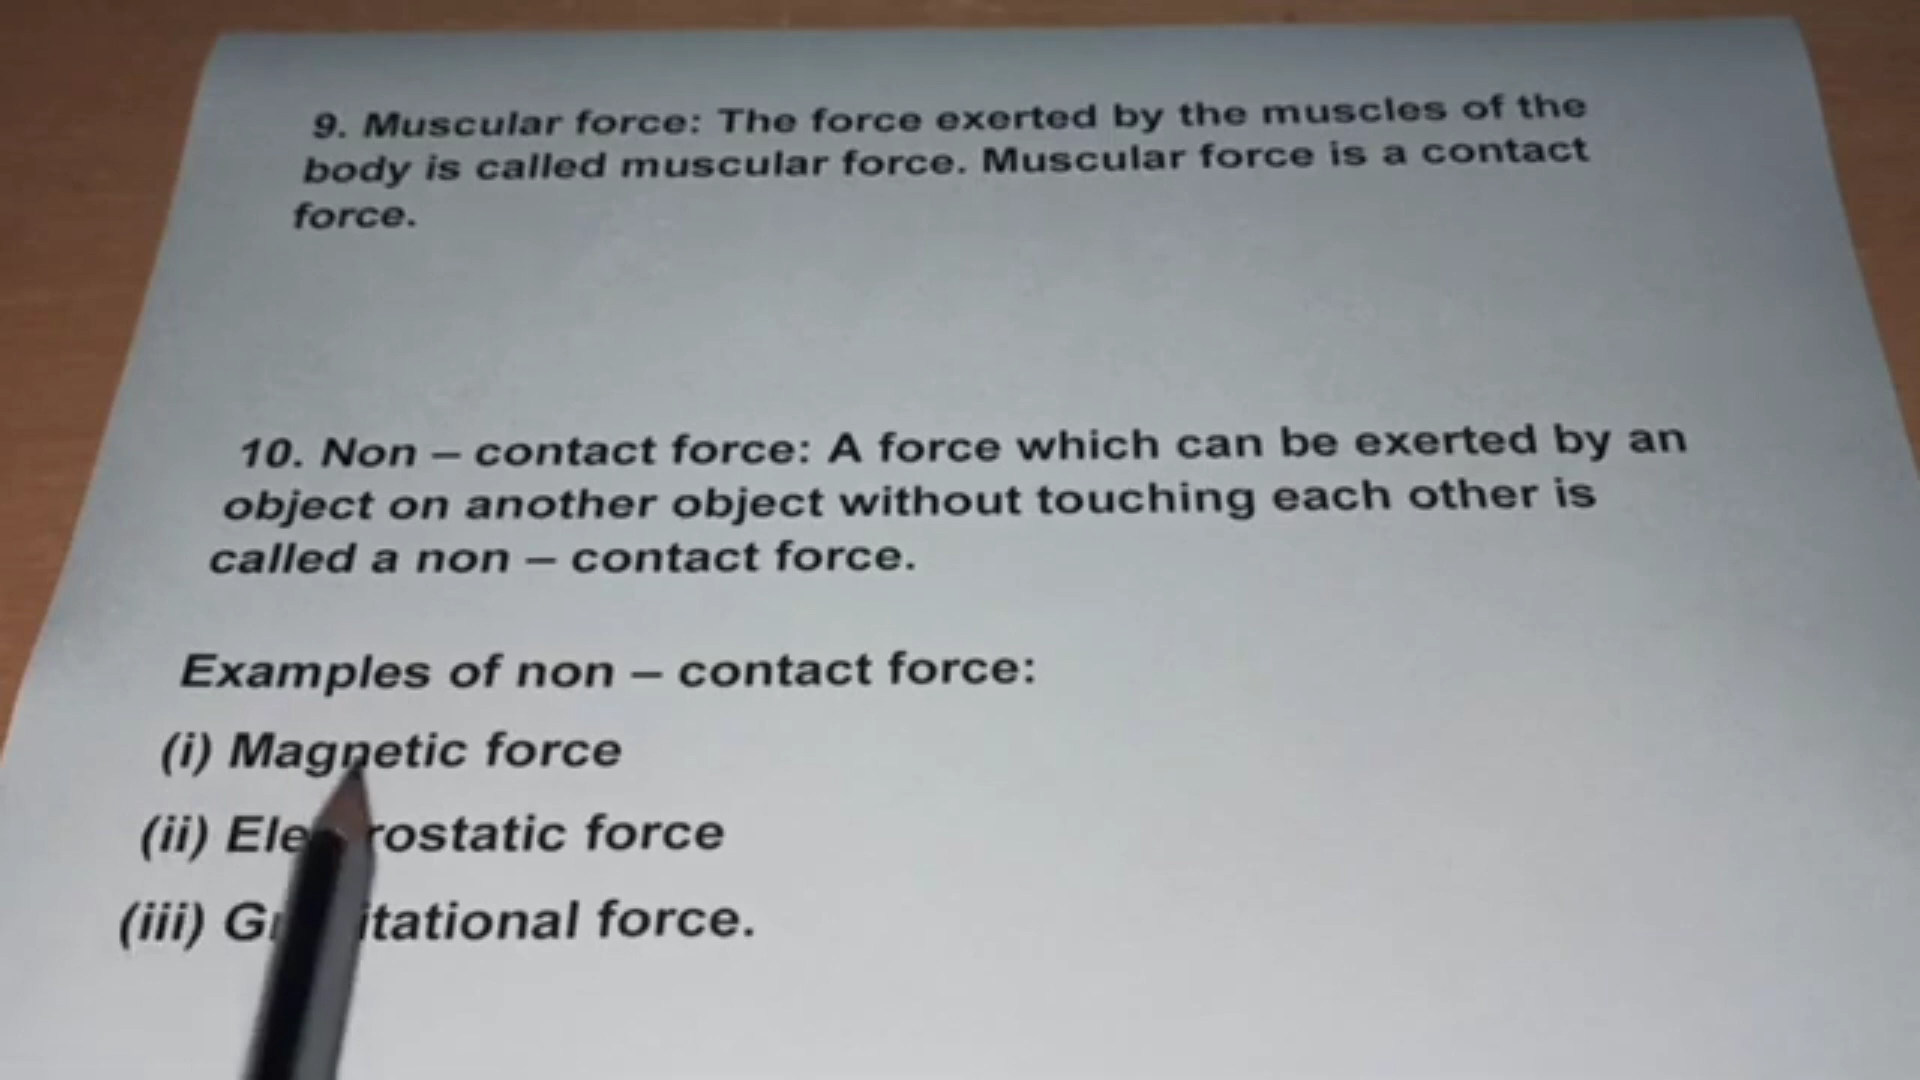 9. Muscular force: The force exerted by the muscles of the
body is called muscular force. Muscular force is a contact
force.
10. Non – contact force: A force which can be exerted by an
object on another object without touching each other is
called a non – contact force.
Examples of non – contact force:
(i) Magnetic force
(ii) Electrostatic force
(iii) Gravitational force.